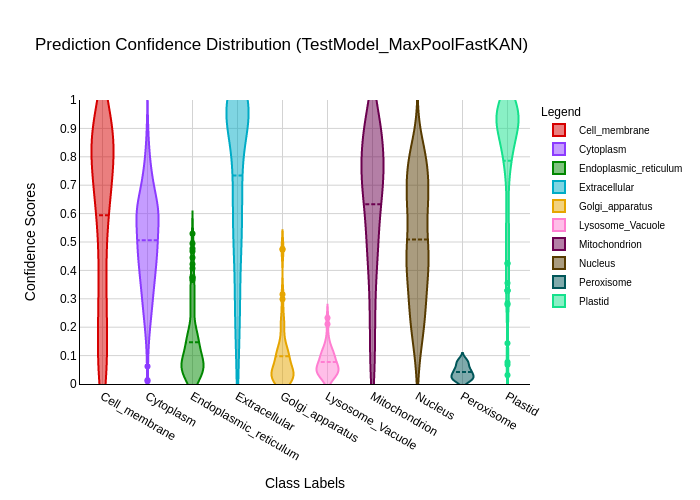 Prediction Confidence Distribution (TestModel_MaxPoolFastKAN)
Confidence Scores
1
0.9
0.8
0.7
0.6
0.5
0.4
0.3
0.2
0.1
0
Cell_membrane
Cytoplasm
Endoplasmic_reticulum
Extracellular
Golgi_apparatus
Lysosome_Vacuole
Mitochondrion
Nucleus
Peroxisome
Plastid
Class Labels
Legend
Cell_membrane
Cytoplasm
Endoplasmic_reticulum
Extracellular
Golgi_apparatus
Lysosome_Vacuole
Mitochondrion
Nucleus
Peroxisome
Plastid